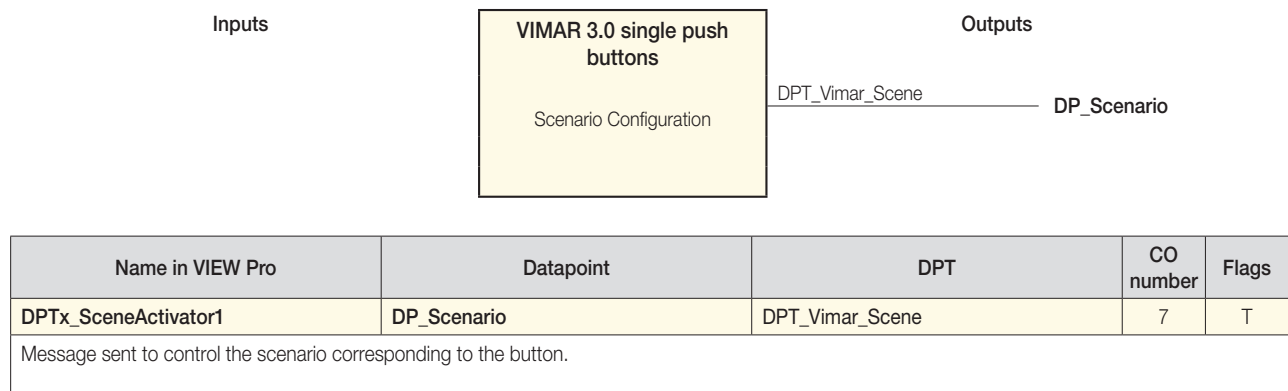 Inputs
VIMAR 3.0 single push
buttons
Outputs
Scenario Configuration
DPT_Vimar_Scene
DP_Scenario
Name in VIEW Pro
Datapoint
DPT
CO
number
Flags
DPTx_SceneActivator1
DP_Scenario
DPT_Vimar_Scene
7
T
Message sent to control the scenario corresponding to the button.